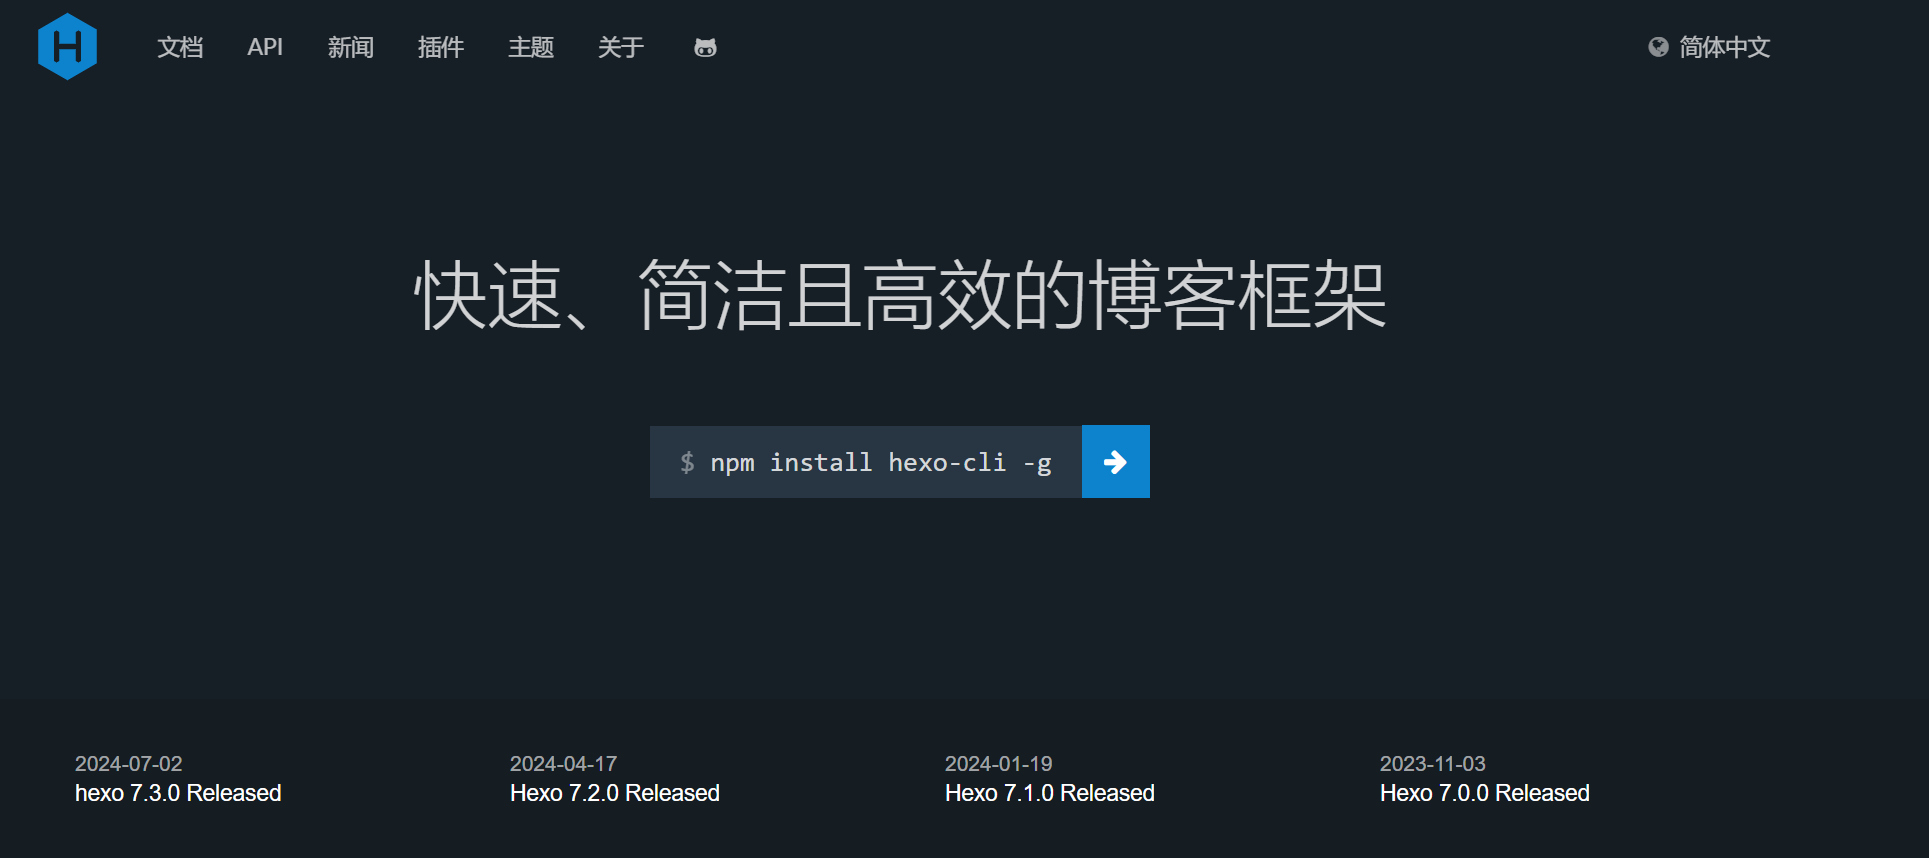 H
文档 API 新闻 插件 主题 关于 简体中文
快速、简洁且高效的博客框架
$ npm install hexo-cli -g
2024-07-02 2024-04-17 2024-01-19 2023-11-03
hexo 7.3.0 Released Hexo 7.2.0 Released Hexo 7.1.0 Released Hexo 7.0.0 Released